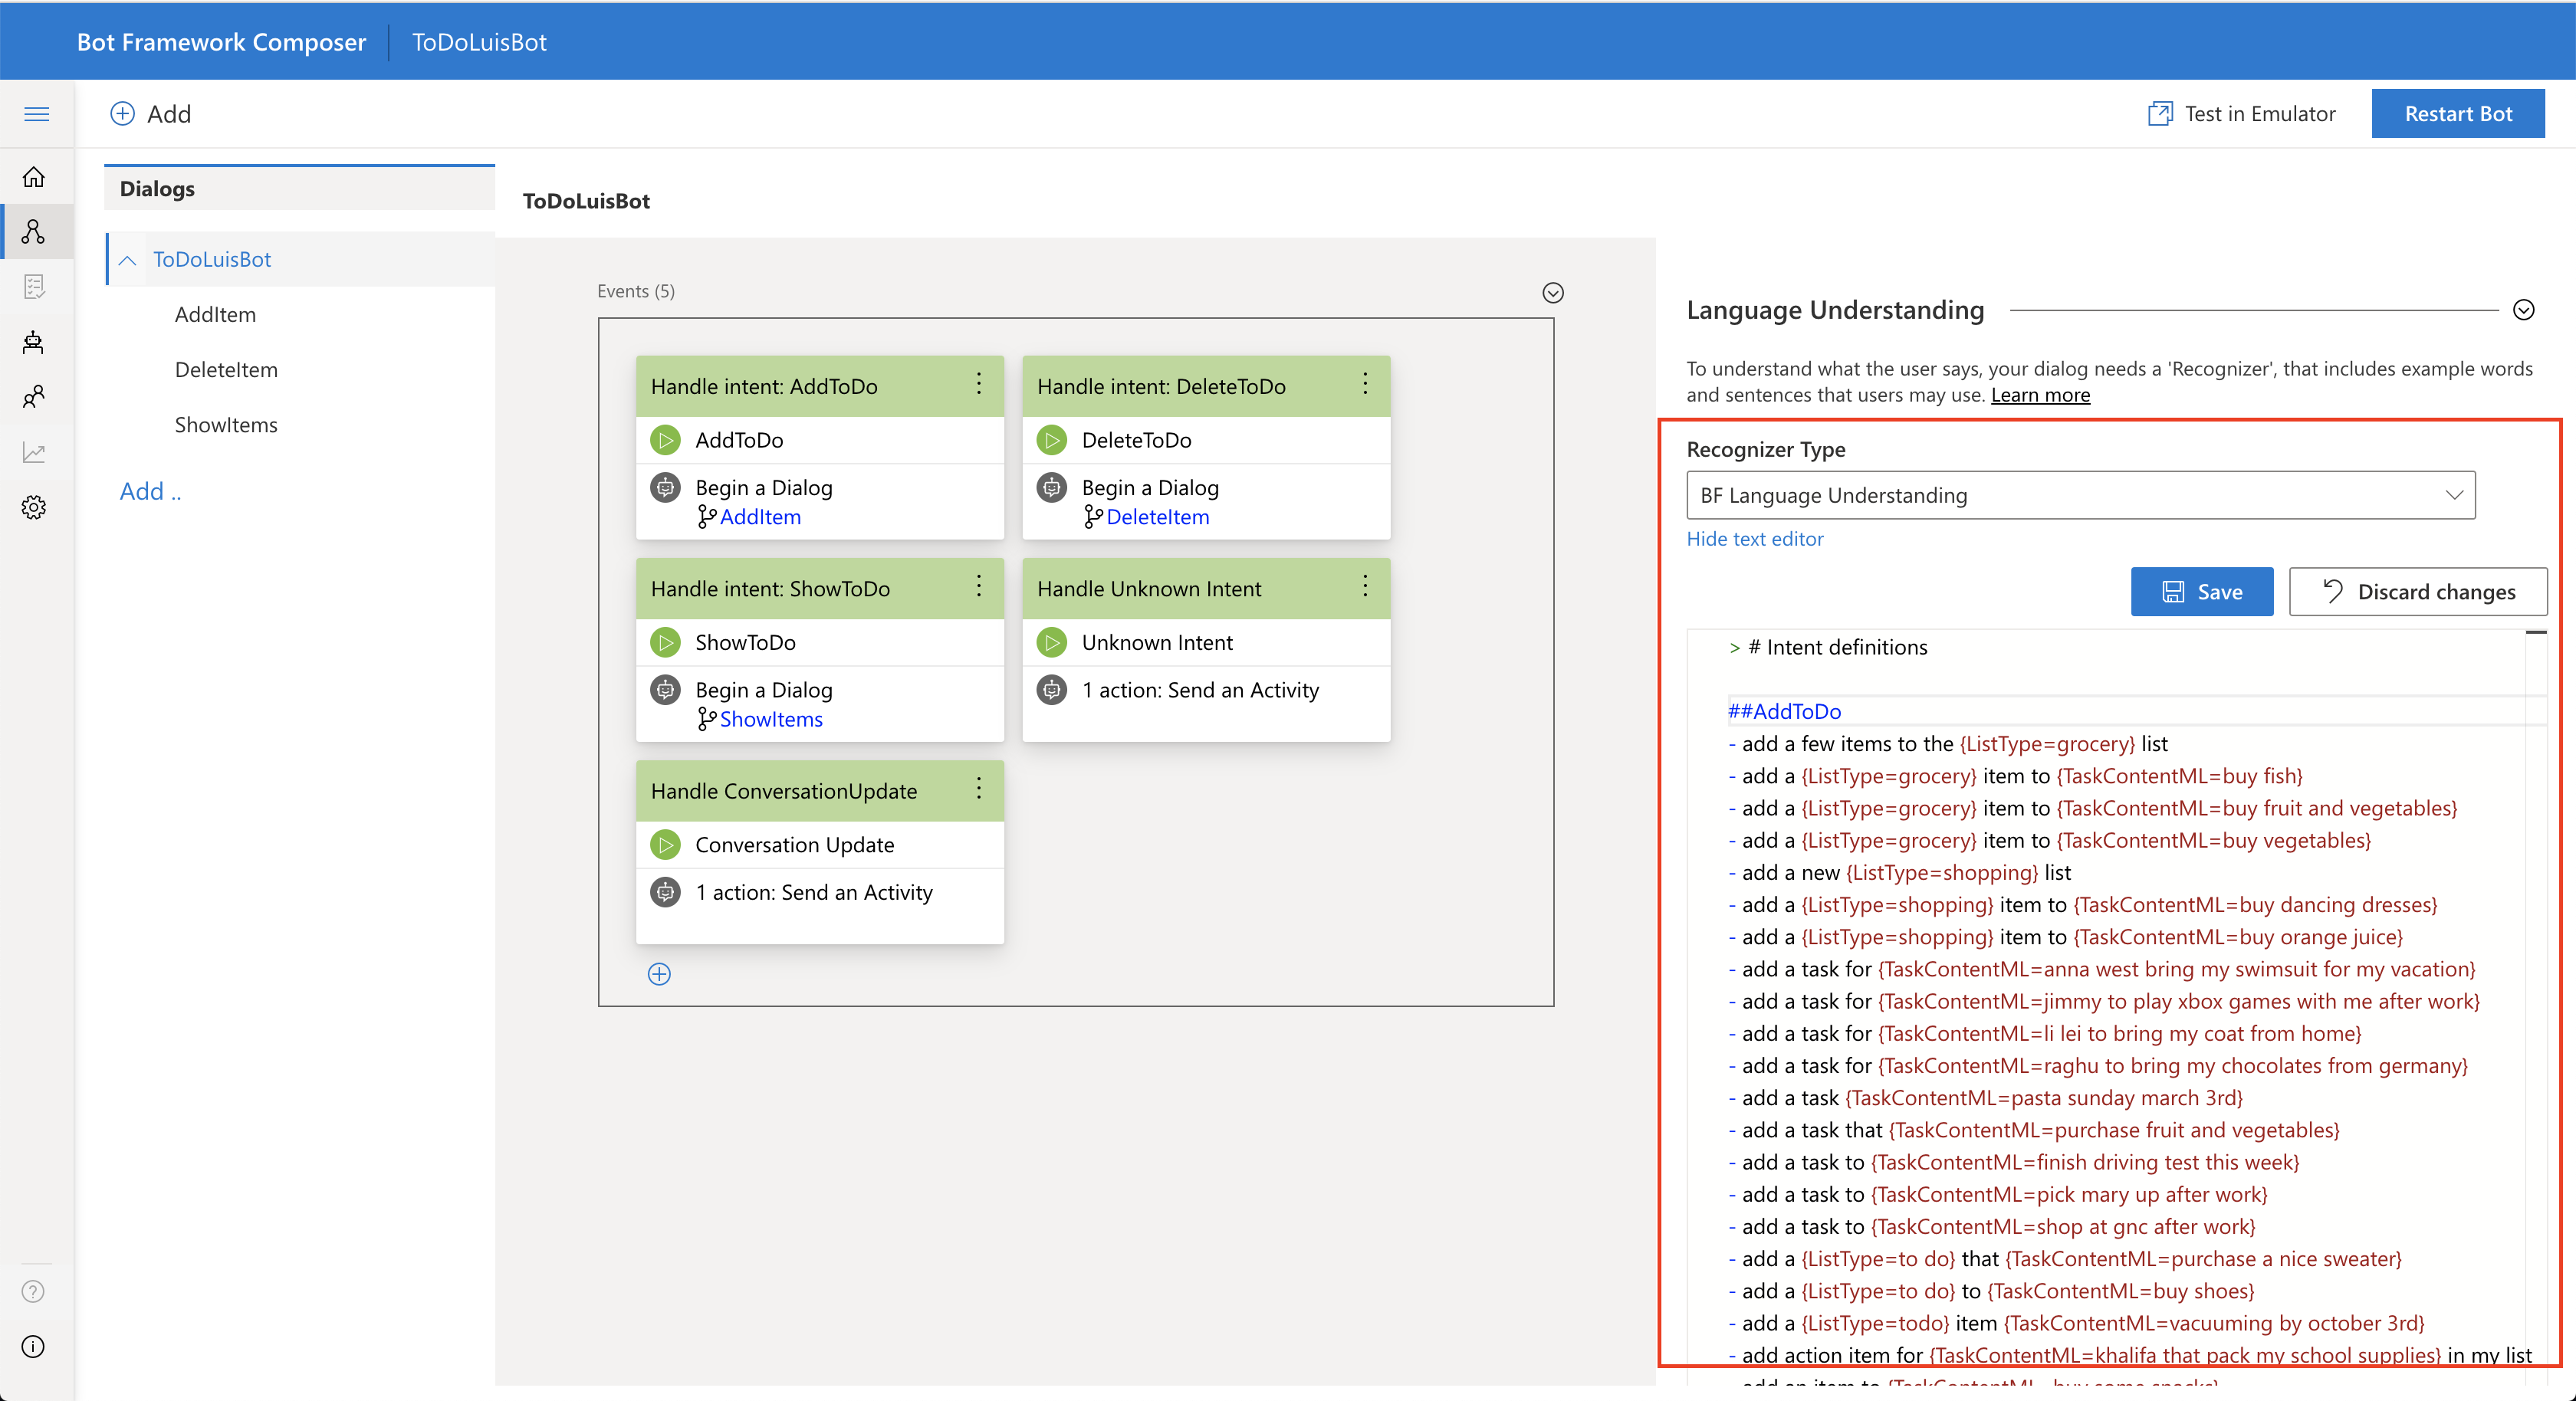 Bot Framework Composer | ToDoLuisBot
Add
Test in Emulator
Restart Bot
Dialogs
ToDoLuisBot
AddItem
DeleteItem
ShowItems
Add ..
ToDoLuisBot
Events (5)
Handle intent: AddToDo
AddToDo
Begin a Dialog
AddItem
Handle intent: DeleteToDo
DeleteToDo
Begin a Dialog
DeleteItem
Handle intent: ShowToDo
ShowToDo
Begin a Dialog
ShowItems
Handle Unknown Intent
Unknown Intent
1 action: Send an Activity
Handle ConversationUpdate
Conversation Update
1 action: Send an Activity
Language Understanding
To understand what the user says, your dialog needs a 'Recognizer', that includes example words
and sentences that users may use. Learn more
Recognizer Type
BF Language Understanding
Hide text editor
Save
Discard changes
> # Intent definitions
##AddToDo
- add a few items to the {ListType=grocery} list
- add a {ListType=grocery} item to {TaskContentML=buy fish}
- add a {ListType=grocery} item to {TaskContentML=buy fruit and vegetables}
- add a {ListType=grocery} item to {TaskContentML=buy vegetables}
- add a new {ListType=shopping} list
- add a {ListType=shopping} item to {TaskContentML=buy dancing dresses}
- add a {ListType=shopping} item to {TaskContentML=buy orange juice}
- add a task for {TaskContentML=anna west bring my swimsuit for my vacation}
- add a task for {TaskContentML=jimmy to play xbox games with me after work}
- add a task for {TaskContentML=li lei to bring my coat from home}
- add a task for {TaskContentML=raghu to bring my chocolates from germany}
- add a task {TaskContentML=pasta sunday march 3rd}
- add a task that {TaskContentML=purchase fruit and vegetables}
- add a task to {TaskContentML=finish driving test this week}
- add a task to {TaskContentML=pick mary up after work}
- add a task to {TaskContentML=shop at gnc after work}
- add a {ListType=to do} that {TaskContentML=purchase a nice sweater}
- add a {ListType=to do} to {TaskContentML=buy shoes}
- add a {ListType=todo} item {TaskContentML=vacuuming by october 3rd}
- add action item for {TaskContentML=khalifa that pack my school supplies} in my list
- add an item to {TaskContentML=buy some snacks}